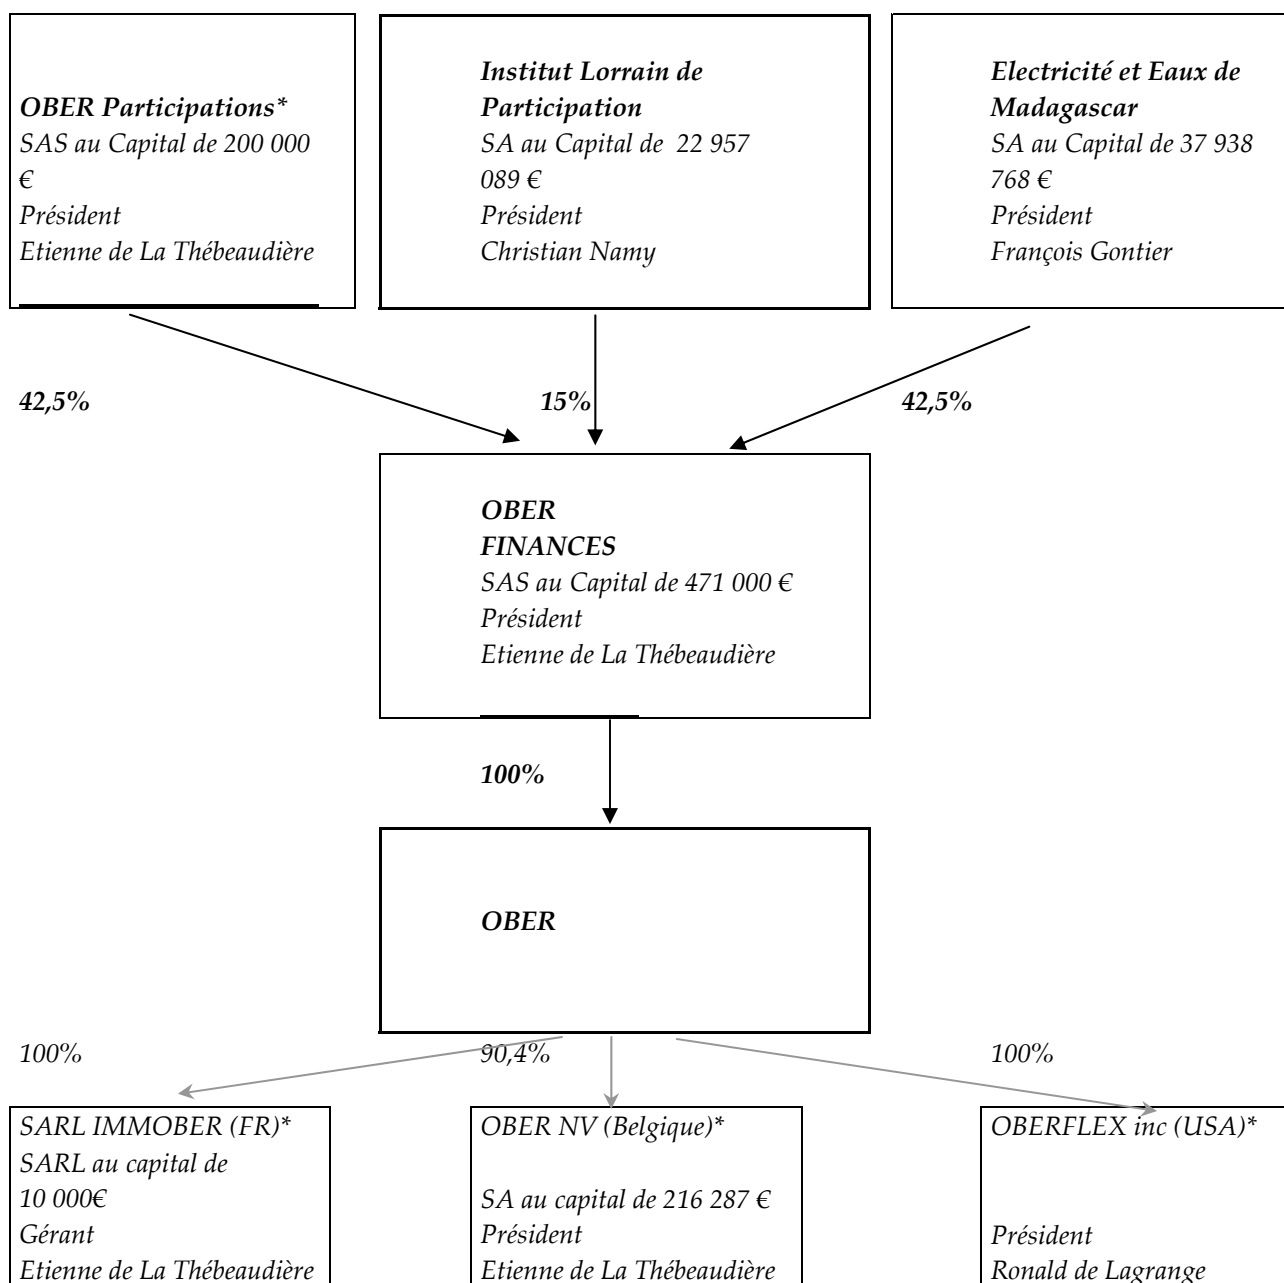 OBER Participations*
SAS au Capital de 200 000
€
Président
Etienne de La Thébeaudière
Institut Lorrain de
Participation
SA au Capital de 22 957
089 €
Président
Christian Namy
Electricité et Eaux de
Madagascar
SA au Capital de 37 938
768 €
Président
François Gontier
42,5%
15%
42,5%
OBER
FINANCES
SAS au Capital de 471 000 €
Président
Etienne de La Thébeaudière
100%
OBER
100%
90,4%
100%
SARL IMMOBER (FR)*
SARL au capital de
10 000€
Gérant
Etienne de La Thébeaudière
OBER NV (Belgique)*
SA au capital de 216 287 €
Président
Etienne de La Thébeaudière
OBERFLEX inc (USA)*
Président
Ronald de Lagrange